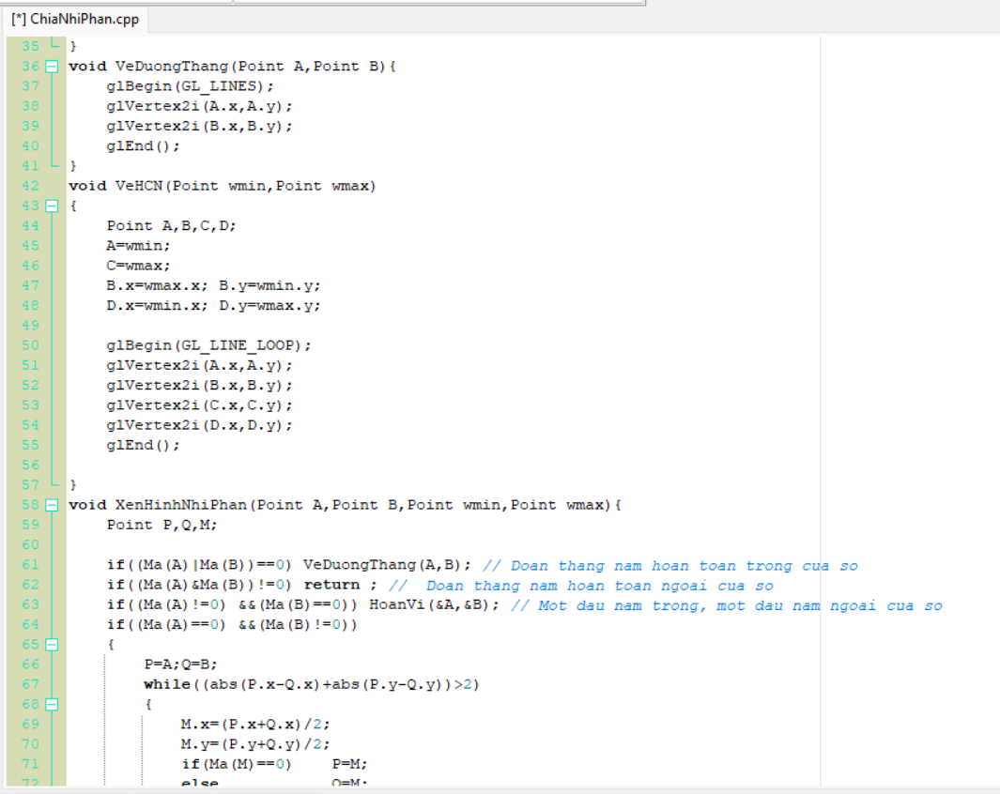 [*] ChiaNhiPhan.cpp
35 }
36 void VeDuongThang(Point A,Point B){
37     glBegin(GL_LINES);
38     glVertex2i(A.x,A.y);
39     glVertex2i(B.x,B.y);
40     glEnd();
41 }
42 void VeHCN(Point wmin,Point wmax)
43 {
44     Point A,B,C,D;
45     A=wmin;
46     C=wmax;
47     B.x=wmax.x; B.y=wmin.y;
48     D.x=wmin.x; D.y=wmax.y;
49
50     glBegin(GL_LINE_LOOP);
51     glVertex2i(A.x,A.y);
52     glVertex2i(B.x,B.y);
53     glVertex2i(C.x,C.y);
54     glVertex2i(D.x,D.y);
55     glEnd();
56
57 }
58 void XenHinhNhiPhan(Point A,Point B,Point wmin,Point wmax){
59     Point P,Q,M;
60
61     if((Ma(A)|Ma(B))==0) VeDuongThang(A,B); // Doan thang nam hoan toan trong cua so
62     if((Ma(A)&Ma(B))!=0) return ; //  Doan thang nam hoan toan ngoai cua so
63     if((Ma(A)!=0) &&(Ma(B)==0)) HoanVi(&A,&B); // Mot dau nam trong, mot dau nam ngoai cua so
64     if((Ma(A)==0) &&(Ma(B)!=0))
65     {
66         P=A;Q=B;
67         while((abs(P.x-Q.x)+abs(P.y-Q.y))>2)
68         {
69             M.x=(P.x+Q.x)/2;
70             M.y=(P.y+Q.y)/2;
71             if(Ma(M)==0)    P=M;
72             else            Q=M;